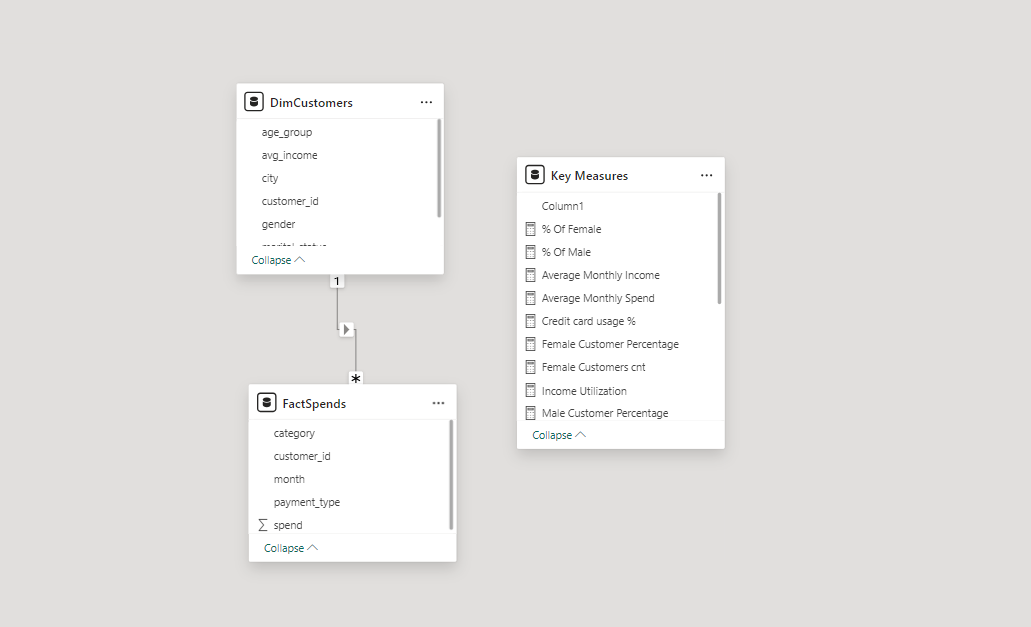 DimCustomers
age_group
avg_income
city
customer_id
gender
marital_status
Collapse
1
*
FactSpends
category
customer_id
month
payment_type
spend
Collapse
Key Measures
Column1
% Of Female
% Of Male
Average Monthly Income
Average Monthly Spend
Credit card usage %
Female Customer Percentage
Female Customers cnt
Income Utilization
Male Customer Percentage
Collapse